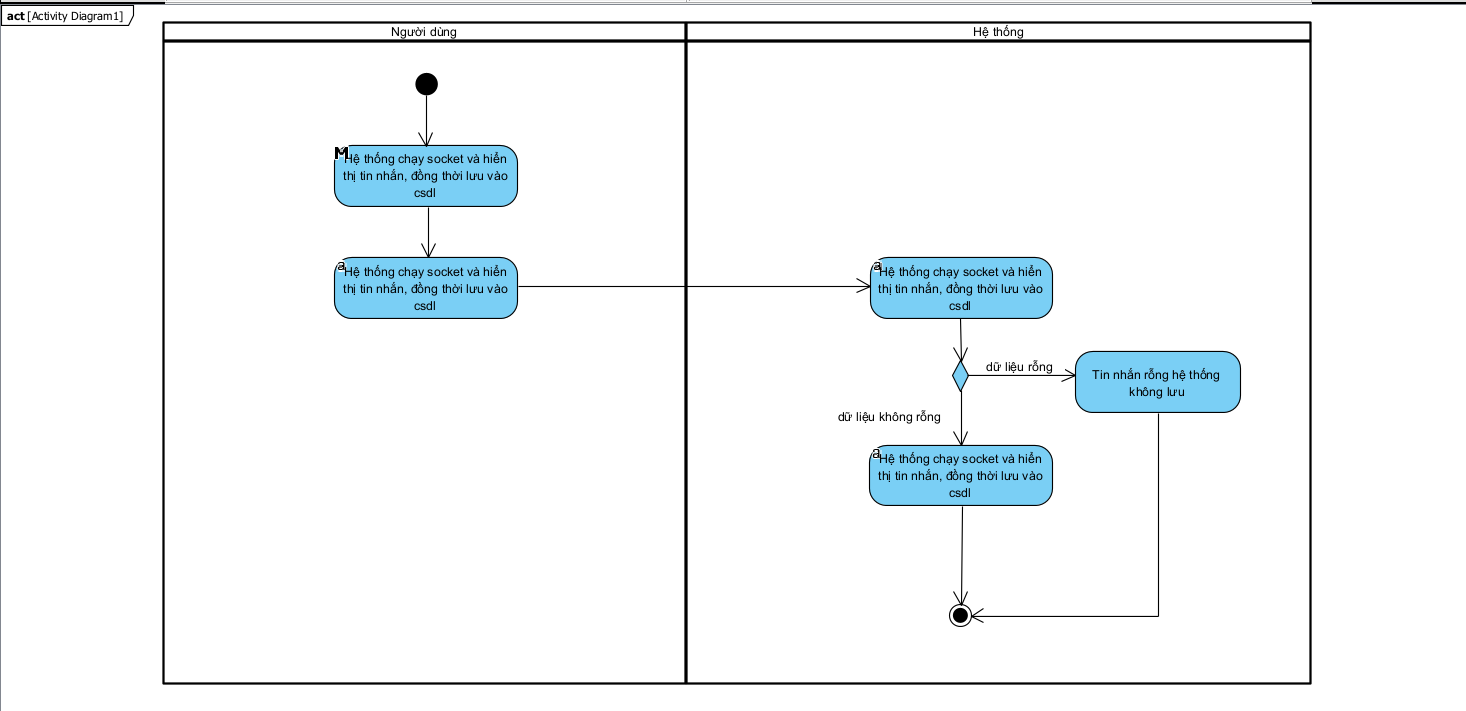 act [Activity Diagram1]
Người dùng
Hệ thống
M
Hệ thống chạy socket và hiển
thị tin nhắn, đồng thời lưu vào
csdl
a
Hệ thống chạy socket và hiển
thị tin nhắn, đồng thời lưu vào
csdl
a
Hệ thống chạy socket và hiển
thị tin nhắn, đồng thời lưu vào
csdl
dữ liệu rỗng
Tin nhắn rỗng hệ thống
không lưu
dữ liệu không rỗng
a
Hệ thống chạy socket và hiển
thị tin nhắn, đồng thời lưu vào
csdl